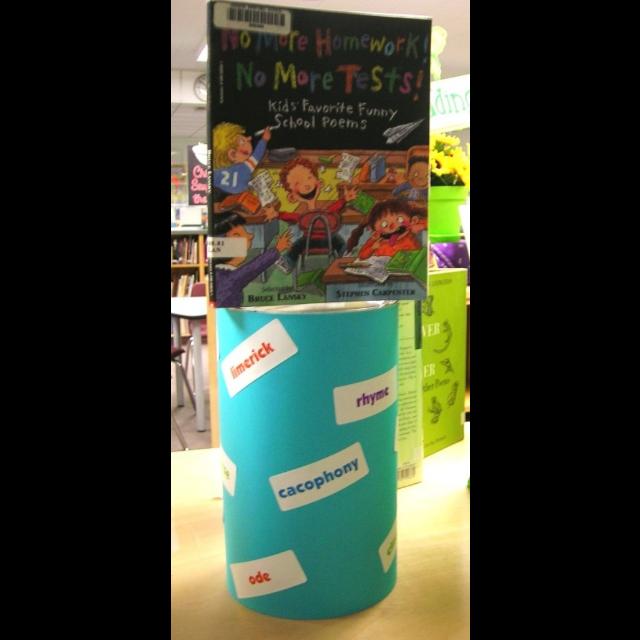 No More Homework!
No More Tests!
Kids' Favorite Funny
School Poems
21
BRUCE LANSKY
STEPHEN CARPENTER
limerick
rhyme
cacophony
ode